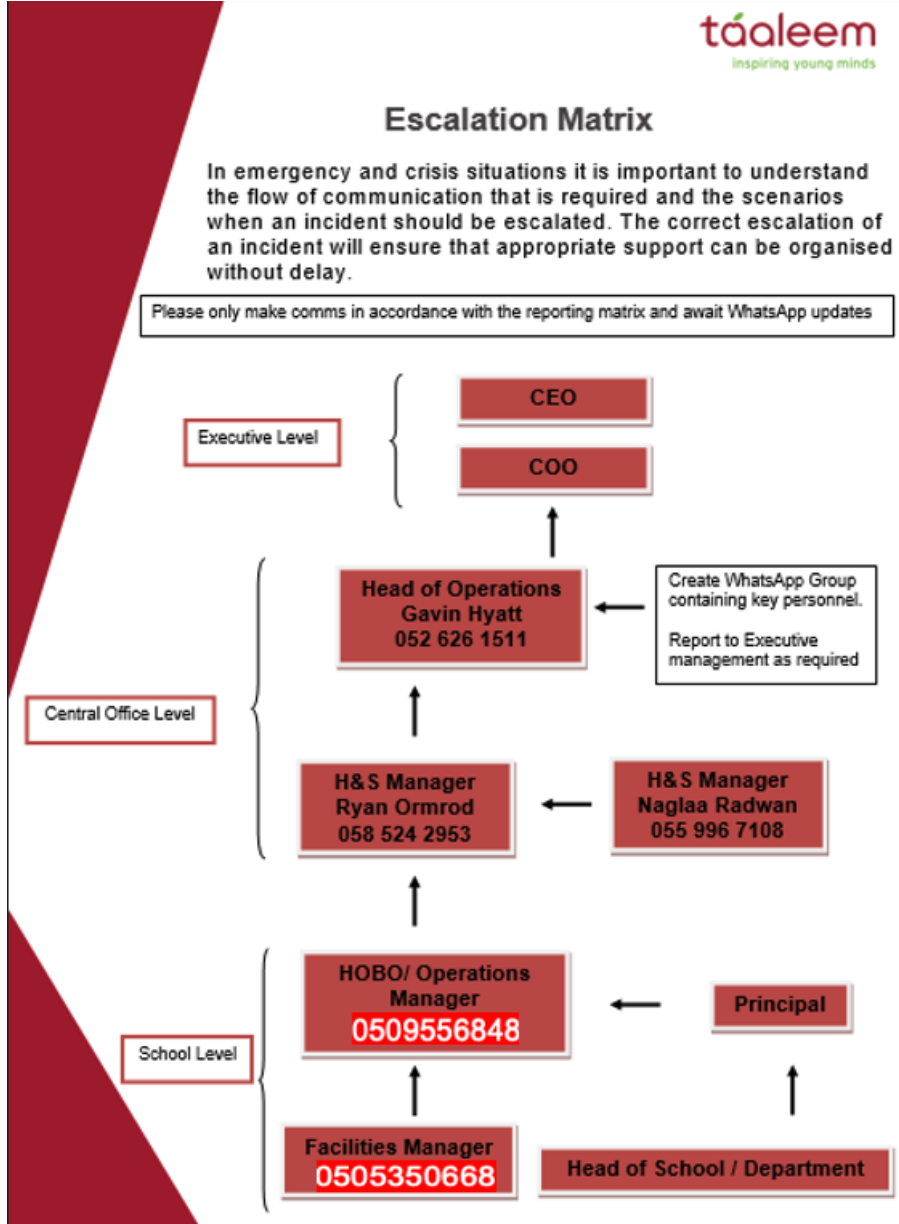 táaleem
inspiring young minds
Escalation Matrix
In emergency and crisis situations it is important to understand
the flow of communication that is required and the scenarios
when an incident should be escalated. The correct escalation of
an incident will ensure that appropriate support can be organised
without delay.
Please only make comms in accordance with the reporting matrix and await WhatsApp updates
CEO
Executive Level
COO
Head of Operations
Gavin Hyatt
052 626 1511
Create WhatsApp Group
containing key personnel.
Report to Executive
management as required
Central Office Level
H&S Manager
Ryan Ormrod
058 524 2953
H&S Manager
Naglaa Radwan
055 996 7108
HOBO/ Operations
Manager
0509556848
Principal
School Level
Facilities Manager
0505350668
Head of School / Department